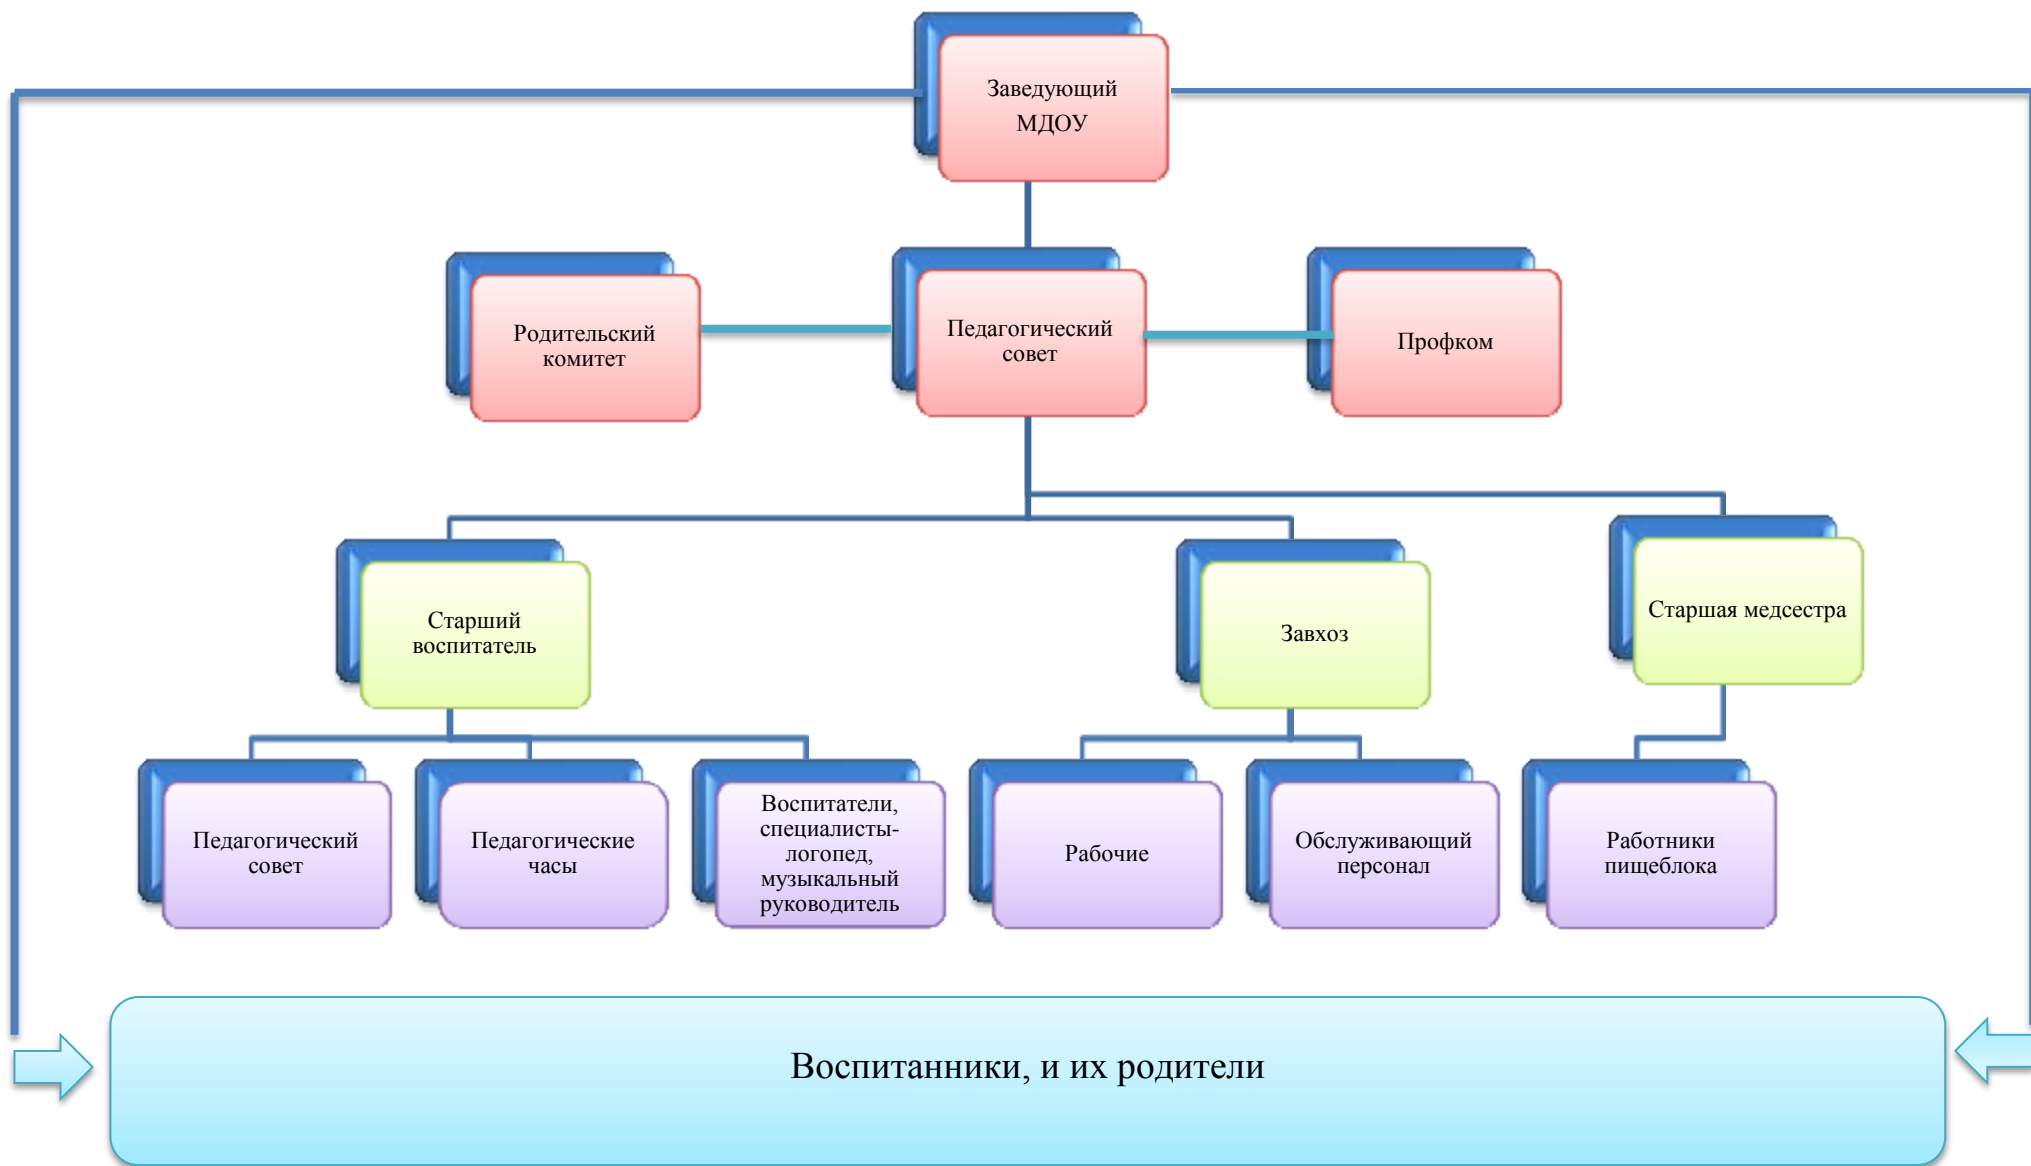 Заведующий
МДОУ
Родительский
комитет
Педагогический
совет
Профком
Старший
воспитатель
Завхоз
Старшая медсестра
Педагогический
совет
Педагогические
часы
Воспитатели,
специалисты-
логопед,
музыкальный
руководитель
Рабочие
Обслуживающий
персонал
Работники
пищеблока
Воспитанники, и их родители